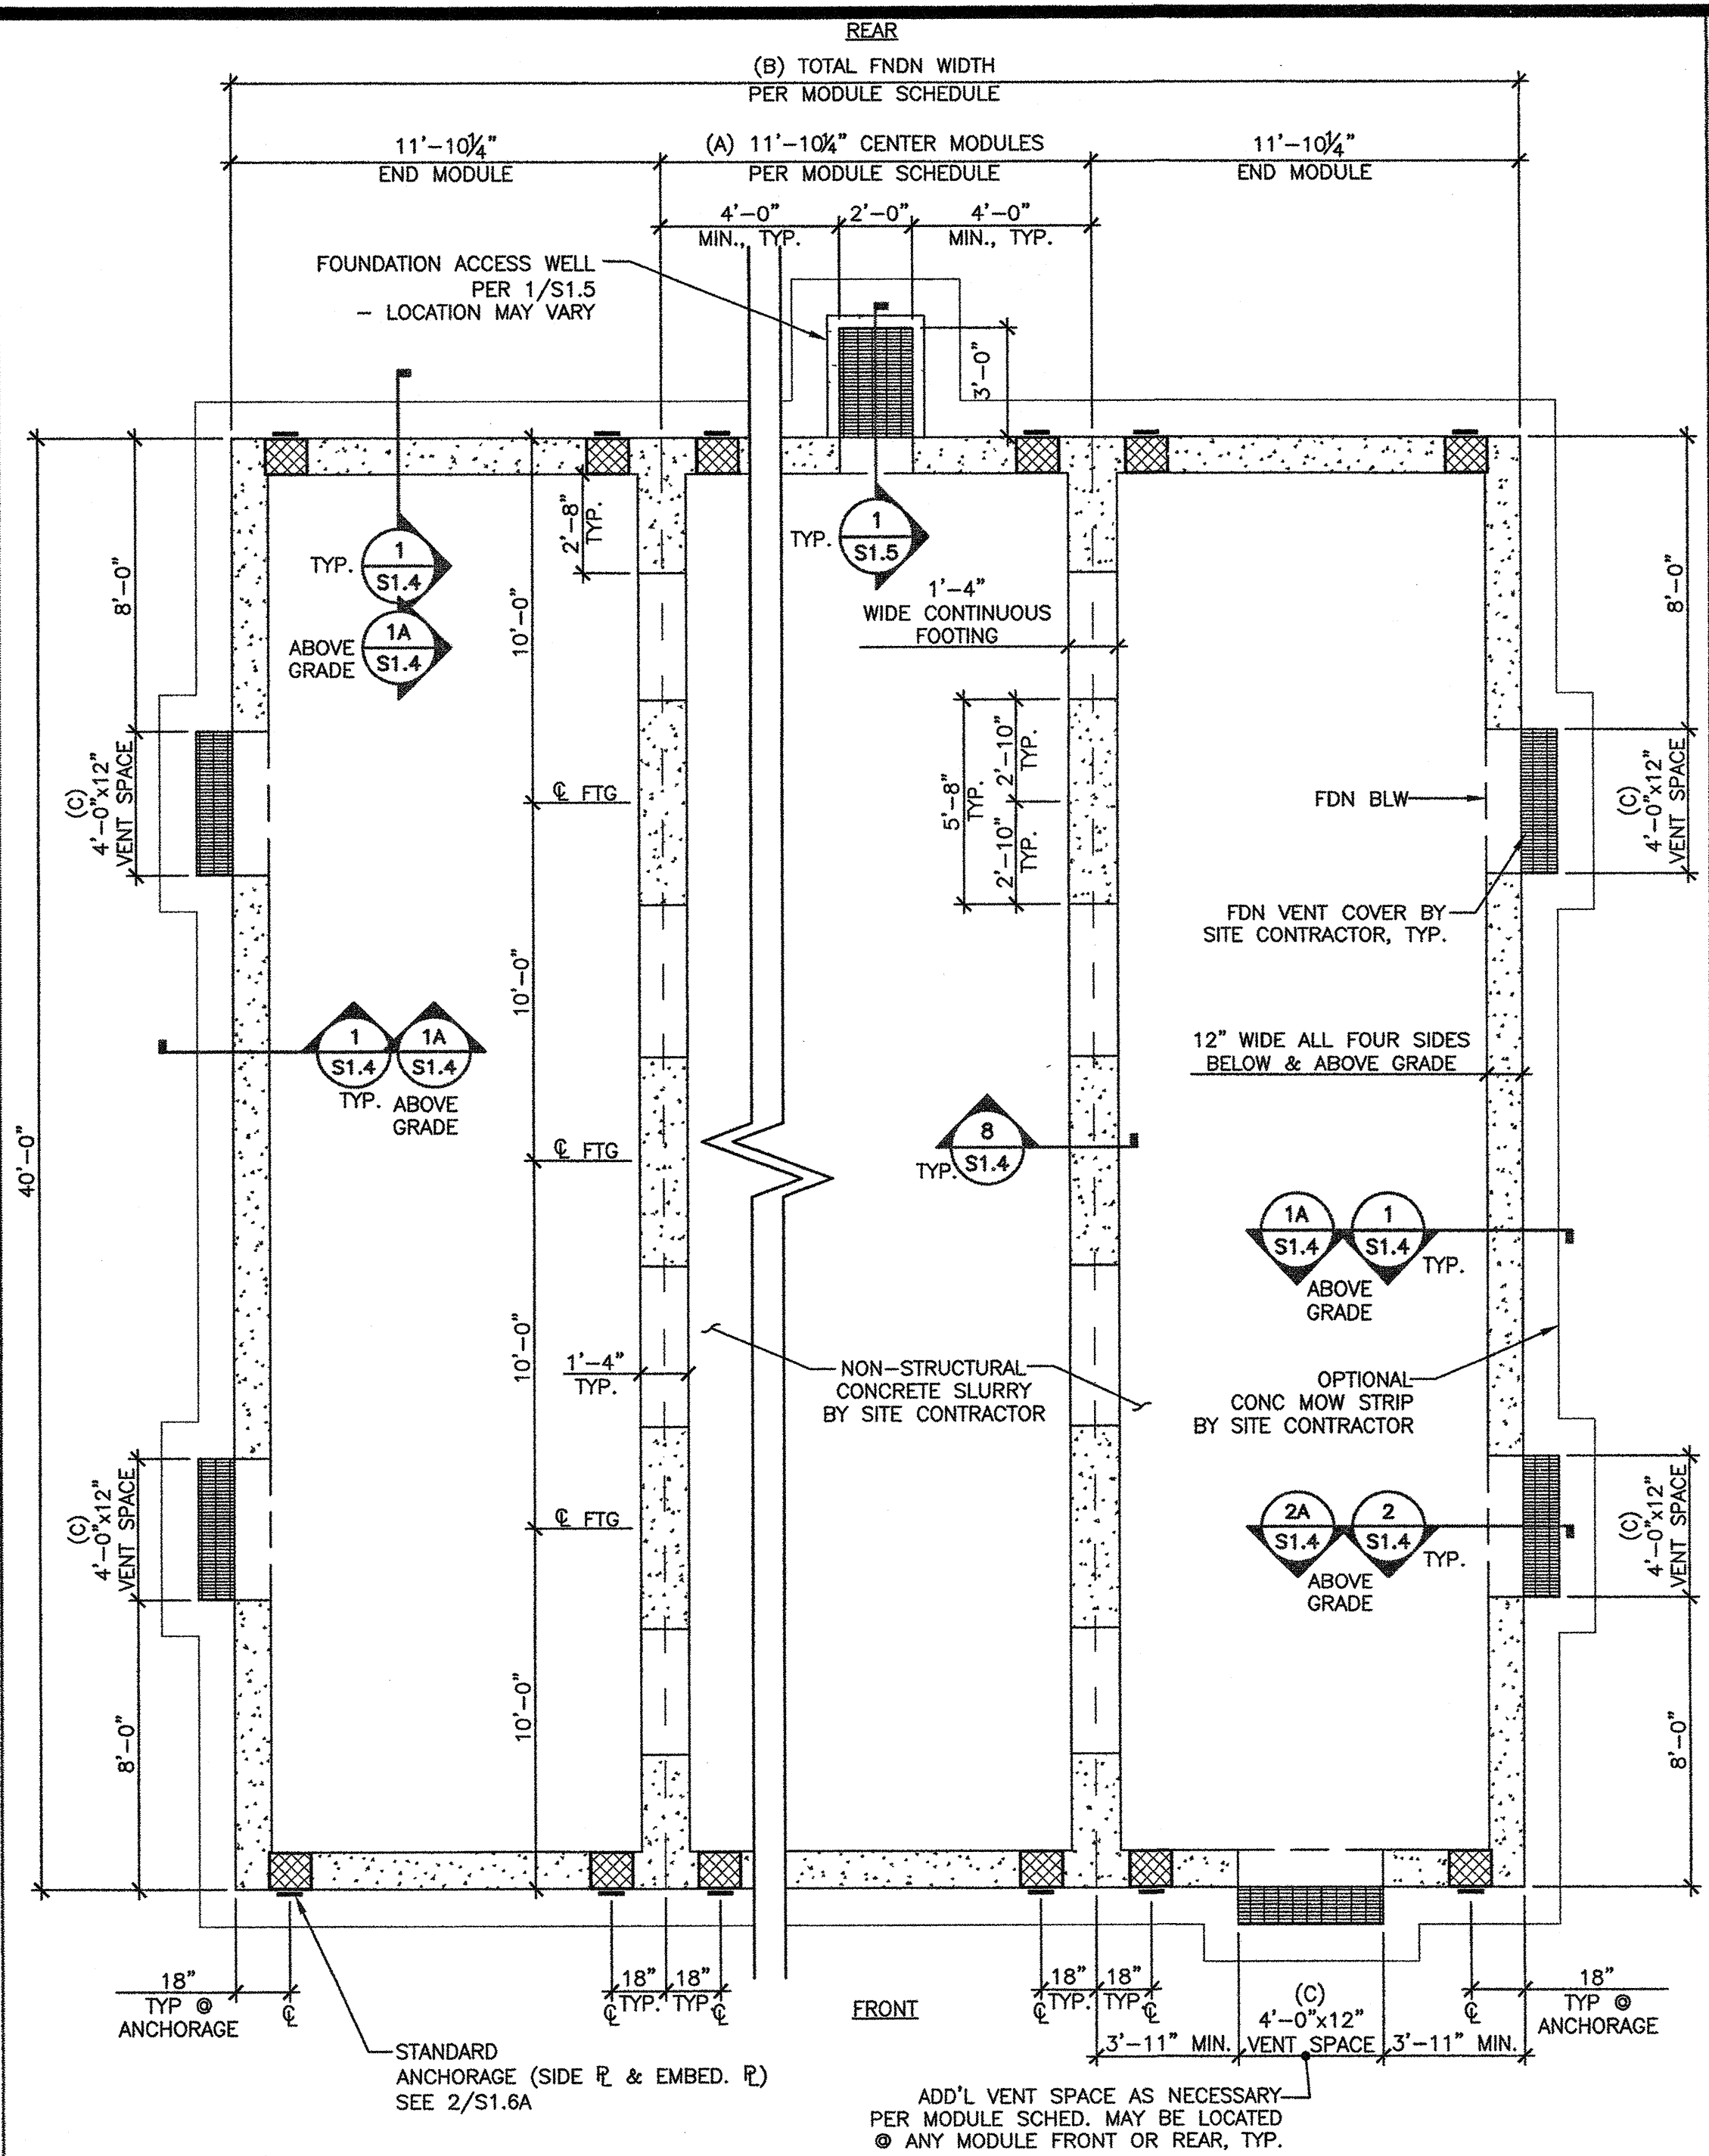 REAR
(B) TOTAL FNDN WIDTH
PER MODULE SCHEDULE
11'-10¼"
END MODULE
(A) 11'-10¼" CENTER MODULES
PER MODULE SCHEDULE
11'-10¼"
END MODULE
4'-0"
MIN., TYP.
2'-0"
4'-0"
MIN., TYP.
FOUNDATION ACCESS WELL
PER 1/S1.5
- LOCATION MAY VARY
3'-0"
8'-0"
TYP.
1
S1.4
ABOVE
GRADE
1A
S1.4
2'-8"
TYP.
10'-0"
TYP.
1
S1.5
1'-4"
WIDE CONTINUOUS
FOOTING
8'-0"
(C)
4'-0"x12"
VENT SPACE
℄ FTG
5'-8"
TYP.
2'-10"
TYP.
2'-10"
TYP.
FDN BLW
(C)
4'-0"x12"
VENT SPACE
FDN VENT COVER BY
SITE CONTRACTOR, TYP.
10'-0"
1
S1.4
1A
S1.4
TYP.
ABOVE
GRADE
12" WIDE ALL FOUR SIDES
BELOW & ABOVE GRADE
40'-0"
℄ FTG
8
S1.4
TYP.
1A
S1.4
1
S1.4
TYP.
ABOVE
GRADE
10'-0"
1'-4"
TYP.
NON-STRUCTURAL
CONCRETE SLURRY
BY SITE CONTRACTOR
OPTIONAL
CONC MOW STRIP
BY SITE CONTRACTOR
(C)
4'-0"x12"
VENT SPACE
℄ FTG
2A
S1.4
2
S1.4
TYP.
ABOVE
GRADE
(C)
4'-0"x12"
VENT SPACE
8'-0"
10'-0"
8'-0"
18"
TYP @
ANCHORAGE
℄
18"
TYP.
18"
TYP.
℄
℄
FRONT
18"
TYP.
18"
TYP.
℄
℄
(C)
4'-0"x12"
VENT SPACE
3'-11" MIN.
3'-11" MIN.
℄
18"
TYP @
ANCHORAGE
STANDARD
ANCHORAGE (SIDE ⅊ & EMBED. ⅊)
SEE 2/S1.6A
ADD'L VENT SPACE AS NECESSARY
PER MODULE SCHED. MAY BE LOCATED
@ ANY MODULE FRONT OR REAR, TYP.